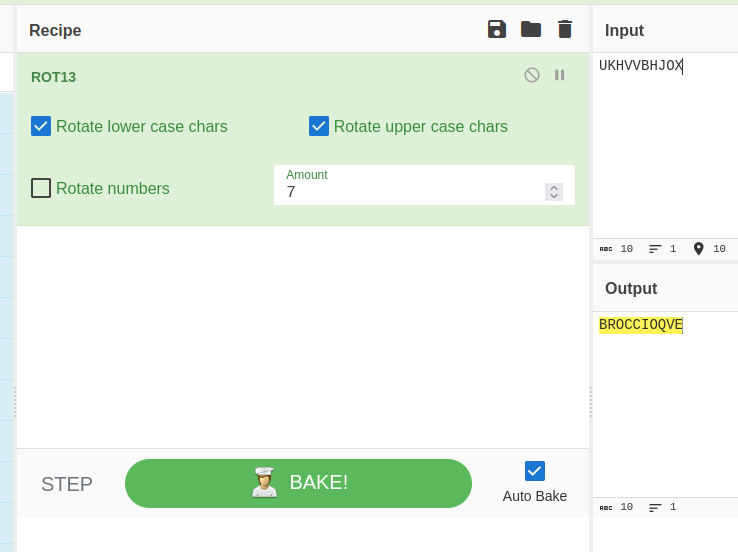 Recipe
Input
ROT13
UKHVVBHJOX
Rotate lower case chars
Rotate upper case chars
Rotate numbers
Amount
7
ABC 10 1 10
Output
BROCCIOQVE
STEP
BAKE!
Auto Bake
ABC 10 1